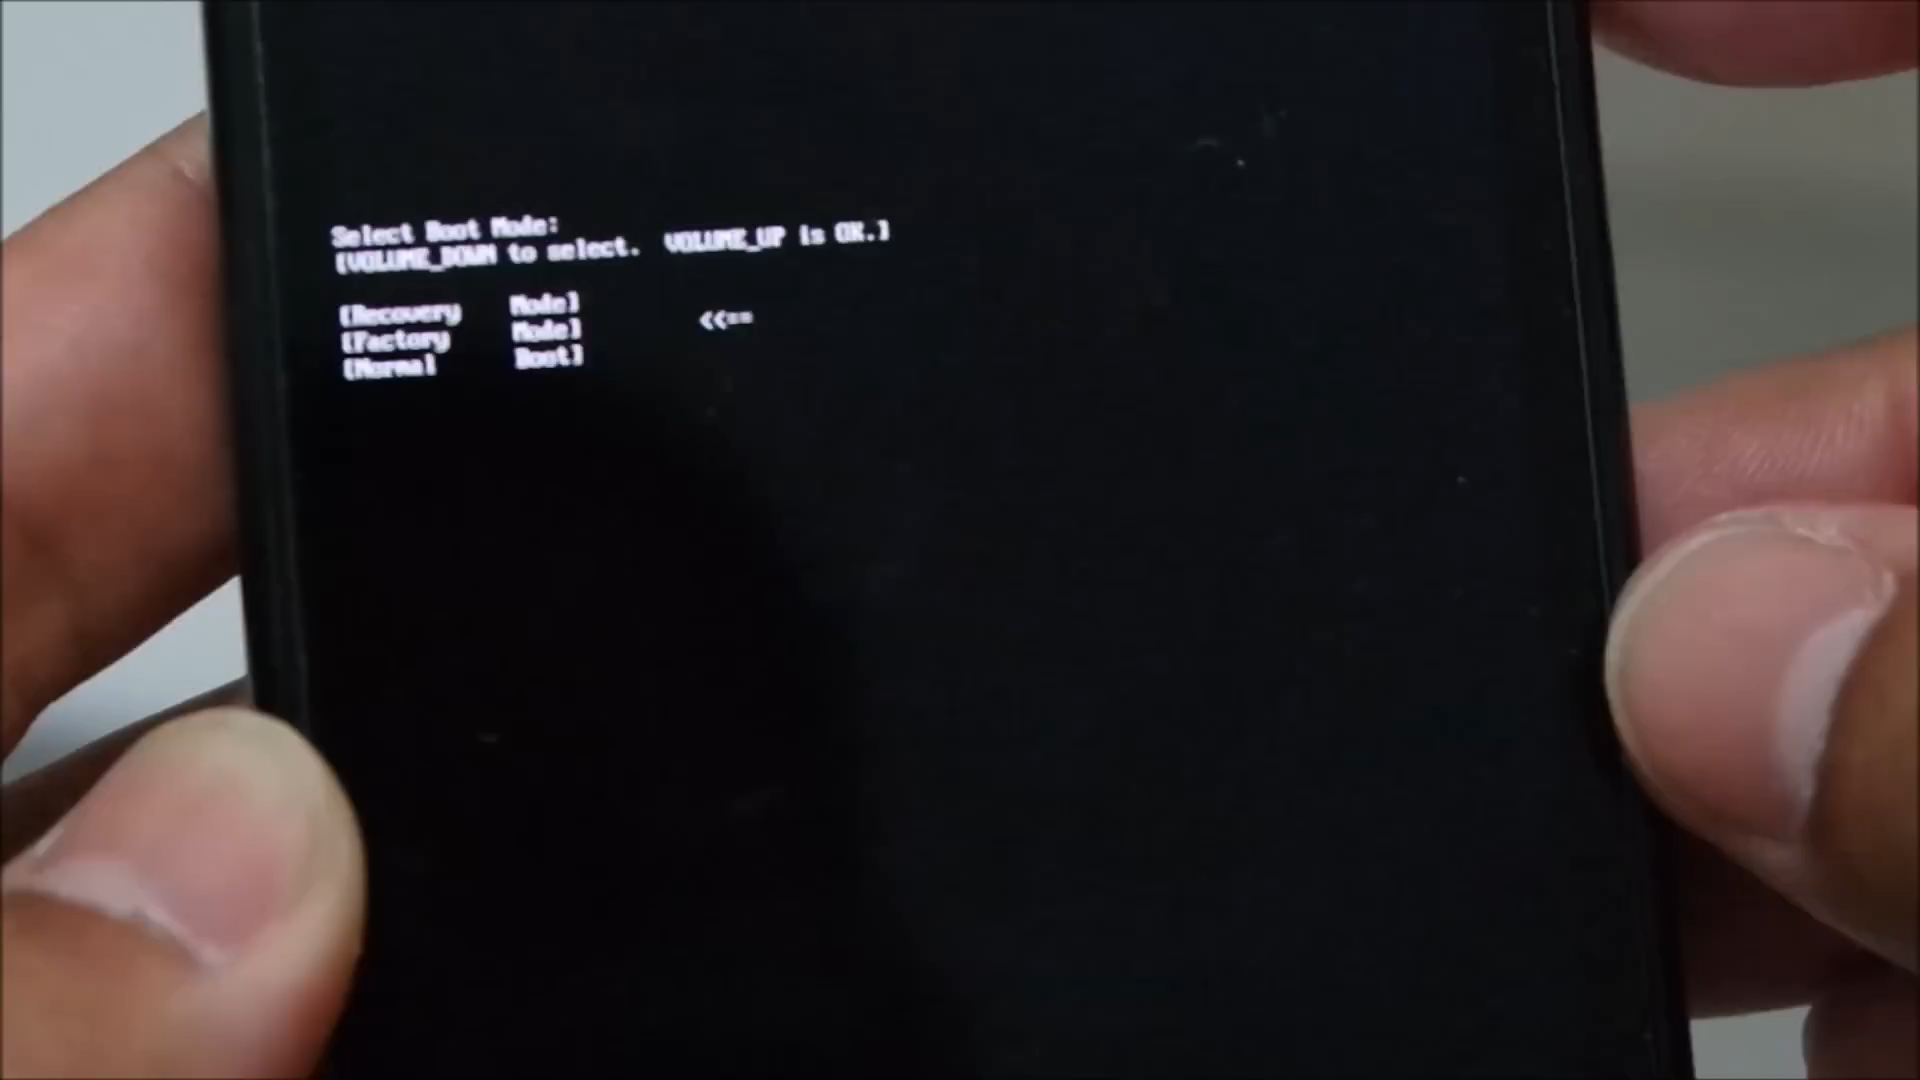 Select Boot Mode:
[VOLUME_DOWN to select.  VOLUME_UP is OK.]
[Recovery    Mode]
[Factory     Mode]         <<==
[Normal      Boot]